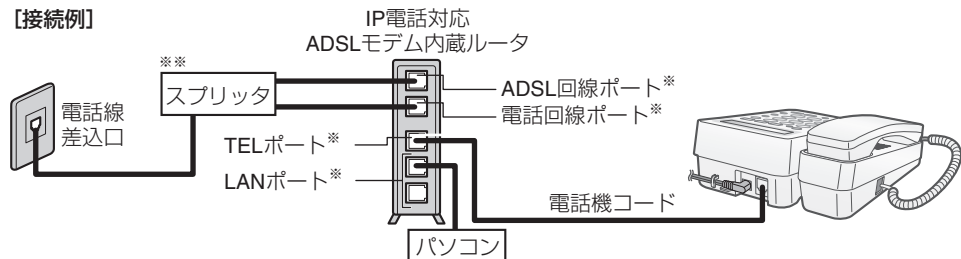 [接続例]
IP電話対応
ADSLモデム内蔵ルータ
※※
スプリッタ
ADSL回線ポート※
電話回線ポート※
電話線
差込口
TELポート※
LANポート※
電話機コード
パソコン